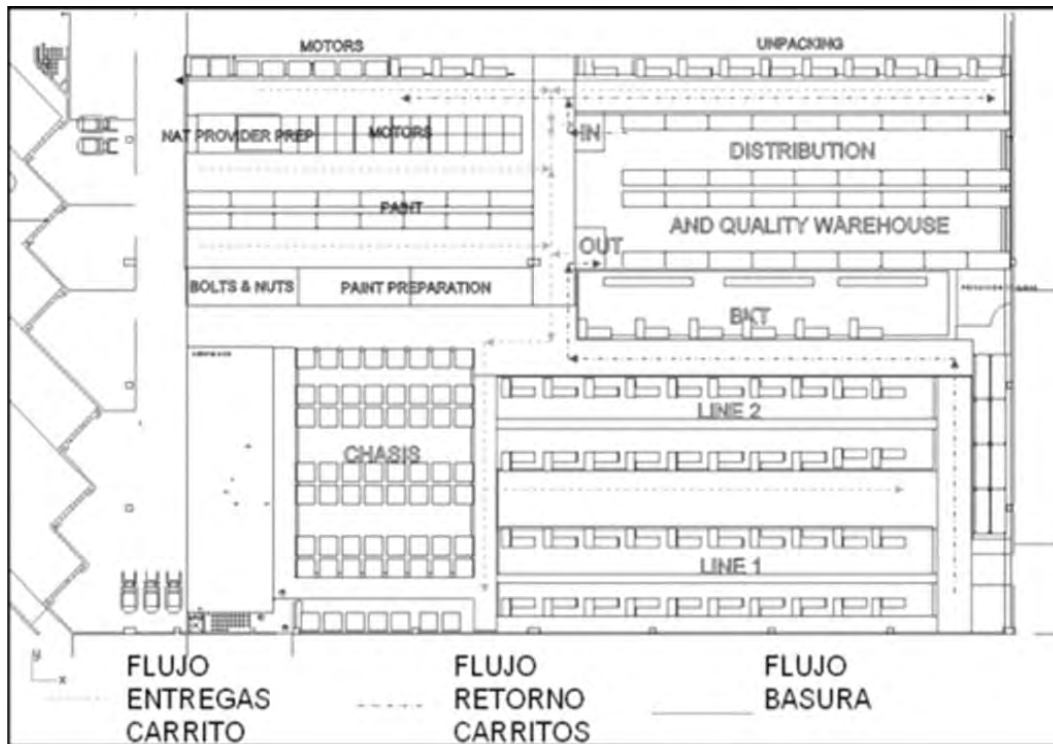 MOTORS
UNPACKING
NAT PROVIDER PREP
MOTORS
IN
DISTRIBUTION
PAINT
AND QUALITY WAREHOUSE
OUT
BOLTS & NUTS
PAINT PREPARATION
BKT
LINE 2
CHASIS
LINE 1
y
x
FLUJO
ENTREGAS
CARRITO
FLUJO
RETORNO
CARRITOS
FLUJO
BASURA